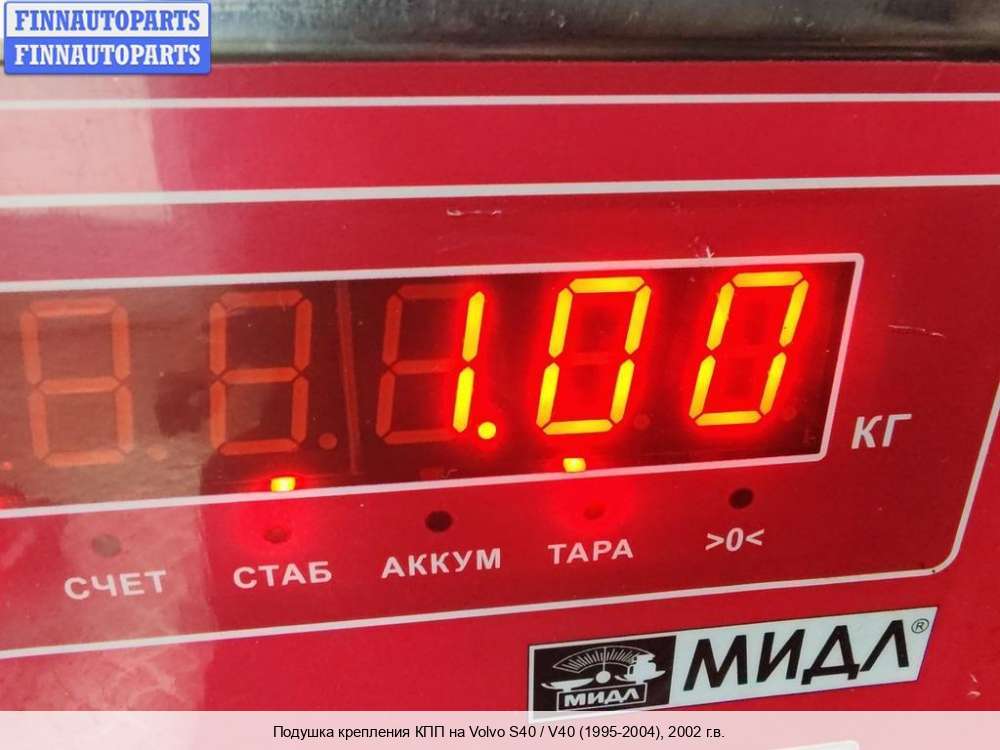 FINNAUTOPARTS
FINNAUTOPARTS
1.00
КГ
СЧЕТ СТАБ АККУМ ТАРА >0<
МИДЛ МИДЛ®
Подушка крепления КПП на Volvo S40 / V40 (1995-2004), 2002 г.в.